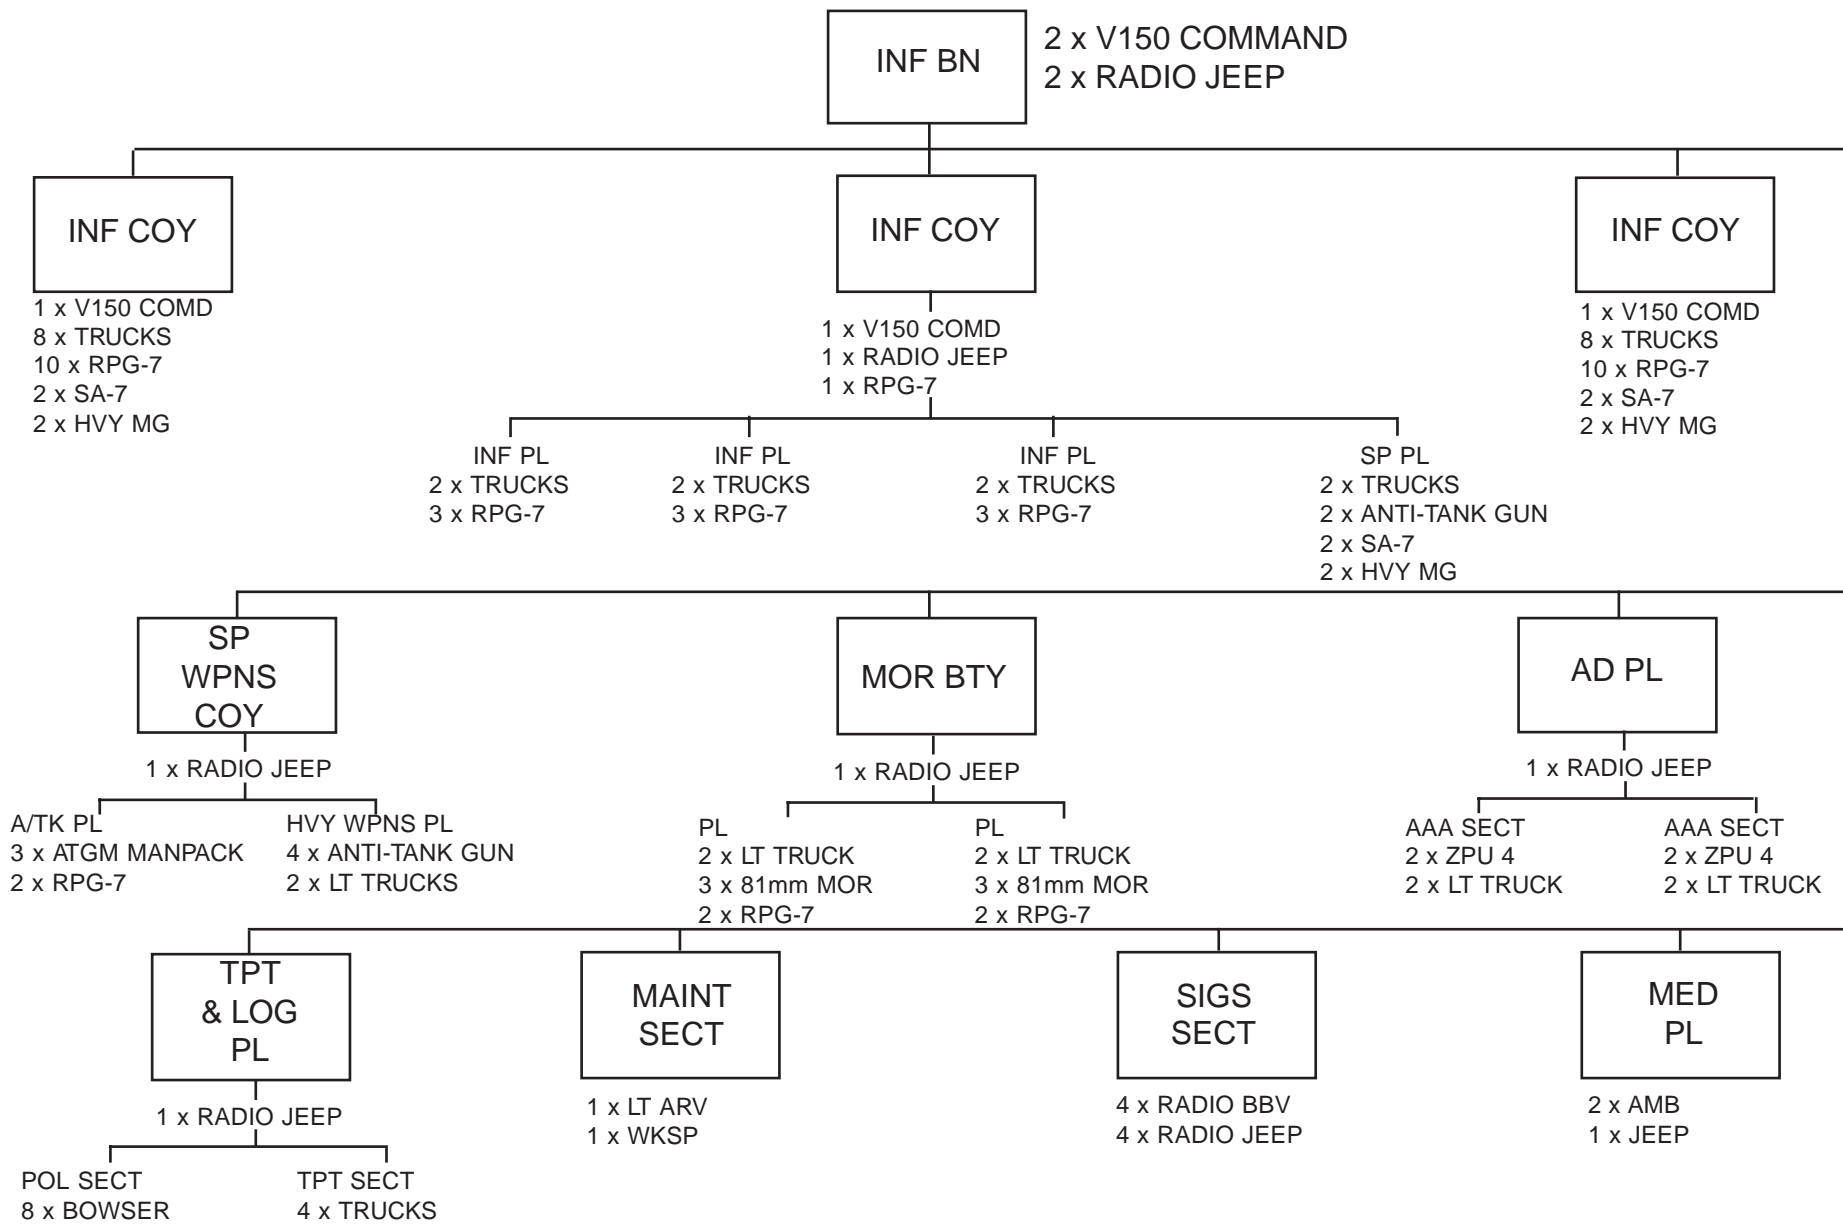 INF BN
2 x V150 COMMAND
2 x RADIO JEEP
INF COY
1 x V150 COMD
8 x TRUCKS
10 x RPG-7
2 x SA-7
2 x HVY MG
INF COY
1 x V150 COMD
1 x RADIO JEEP
1 x RPG-7
INF COY
1 x V150 COMD
8 x TRUCKS
10 x RPG-7
2 x SA-7
2 x HVY MG
INF PL
2 x TRUCKS
3 x RPG-7
INF PL
2 x TRUCKS
3 x RPG-7
INF PL
2 x TRUCKS
3 x RPG-7
SP PL
2 x TRUCKS
2 x ANTI-TANK GUN
2 x SA-7
2 x HVY MG
SP
WPNS
COY
1 x RADIO JEEP
A/TK PL
3 x ATGM MANPACK
2 x RPG-7
HVY WPNS PL
4 x ANTI-TANK GUN
2 x LT TRUCKS
MOR BTY
1 x RADIO JEEP
PL
2 x LT TRUCK
3 x 81mm MOR
2 x RPG-7
PL
2 x LT TRUCK
3 x 81mm MOR
2 x RPG-7
AD PL
1 x RADIO JEEP
AAA SECT
2 x ZPU 4
2 x LT TRUCK
AAA SECT
2 x ZPU 4
2 x LT TRUCK
TPT
& LOG
PL
1 x RADIO JEEP
POL SECT
8 x BOWSER
TPT SECT
4 x TRUCKS
MAINT
SECT
1 x LT ARV
1 x WKSP
SIGS
SECT
4 x RADIO BBV
4 x RADIO JEEP
MED
PL
2 x AMB
1 x JEEP